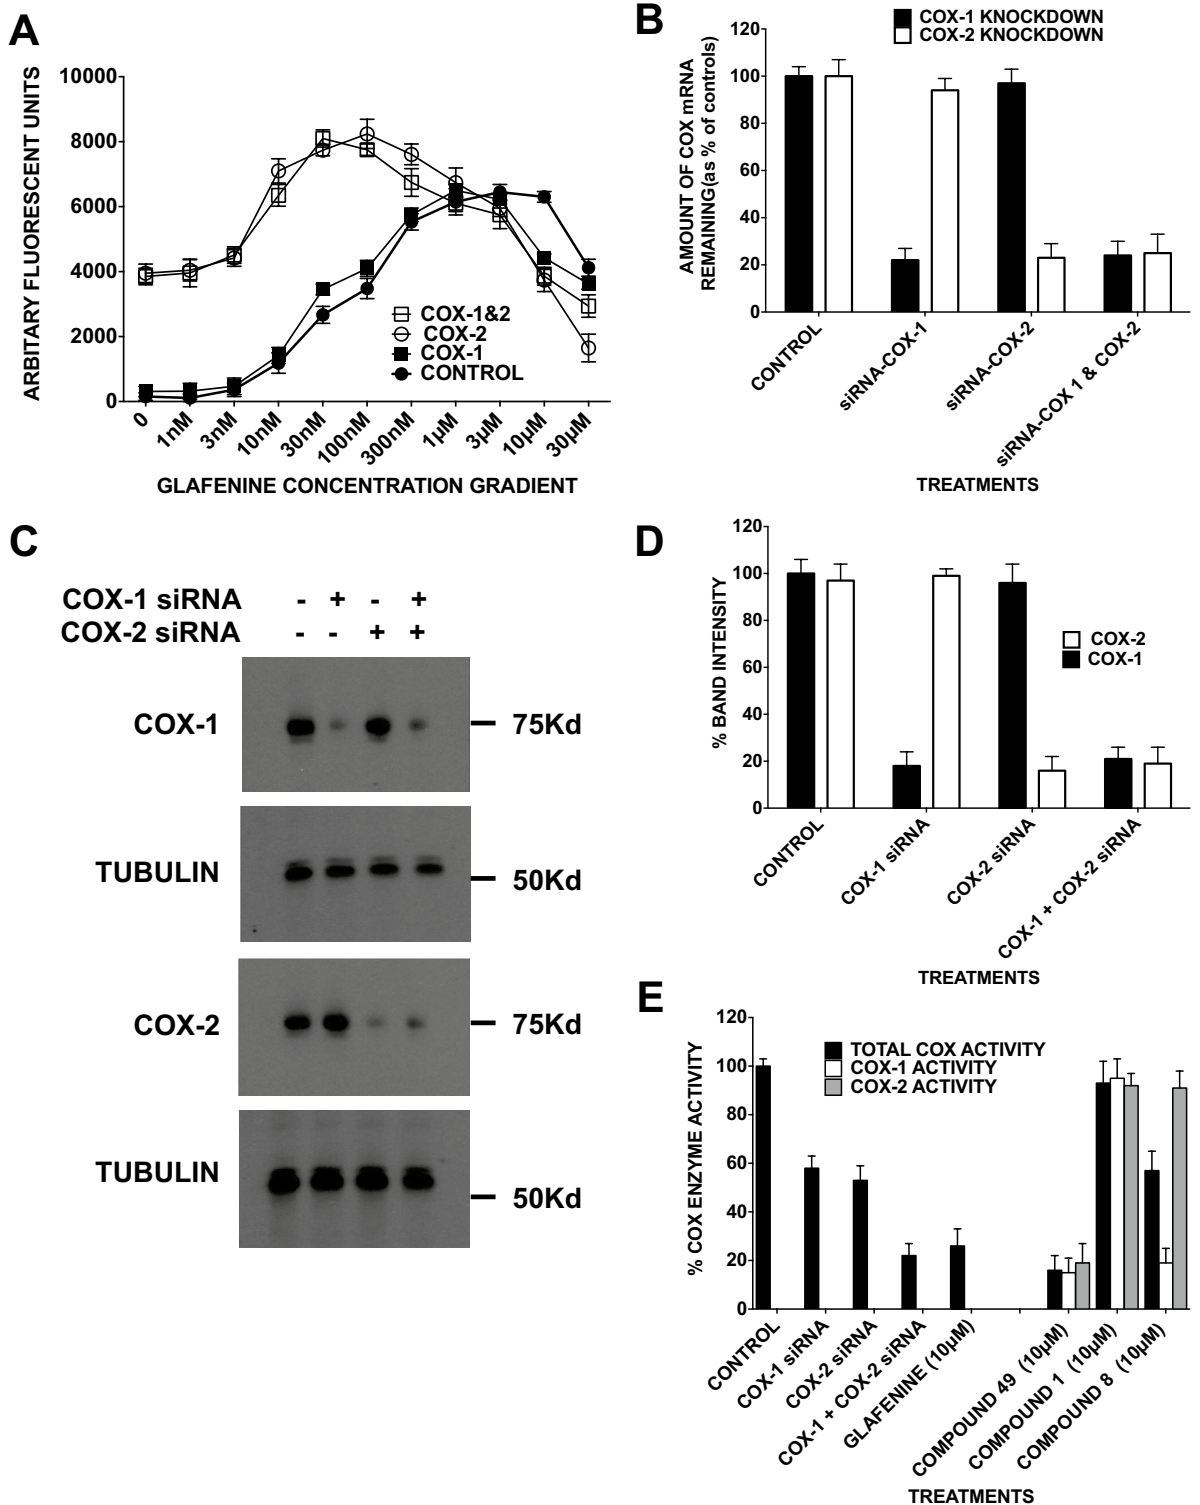 A
ARBITARY FLUORESCENT UNITS
10000
8000
6000
4000
2000
0
COX-1&2
COX-2
COX-1
CONTROL
0
1nM
3nM
10nM
30nM
100nM
300nM
1µM
3µM
10µM
30µM
GLAFENINE CONCENTRATION GRADIENT
B
AMOUNT OF COX mRNA
REMAINING(as % of controls)
120
100
80
60
40
20
0
COX-1 KNOCKDOWN
COX-2 KNOCKDOWN
CONTROL
siRNA-COX-1
siRNA-COX-2
siRNA-COX 1 & COX-2
TREATMENTS
C
COX-1 siRNA - + - +
COX-2 siRNA - - + +
COX-1
75Kd
TUBULIN
50Kd
COX-2
75Kd
TUBULIN
50Kd
D
% BAND INTENSITY
120
100
80
60
40
20
0
COX-2
COX-1
CONTROL
COX-1 siRNA
COX-2 siRNA
COX-1 + COX-2 siRNA
TREATMENTS
E
% COX ENZYME ACTIVITY
120
100
80
60
40
20
0
TOTAL COX ACTIVITY
COX-1 ACTIVITY
COX-2 ACTIVITY
CONTROL
COX-1 siRNA
COX-2 siRNA
COX-1 + COX-2 siRNA
GLAFENINE (10µM)
COMPOUND 49 (10µM)
COMPOUND 1 (10µM)
COMPOUND 8 (10µM)
TREATMENTS